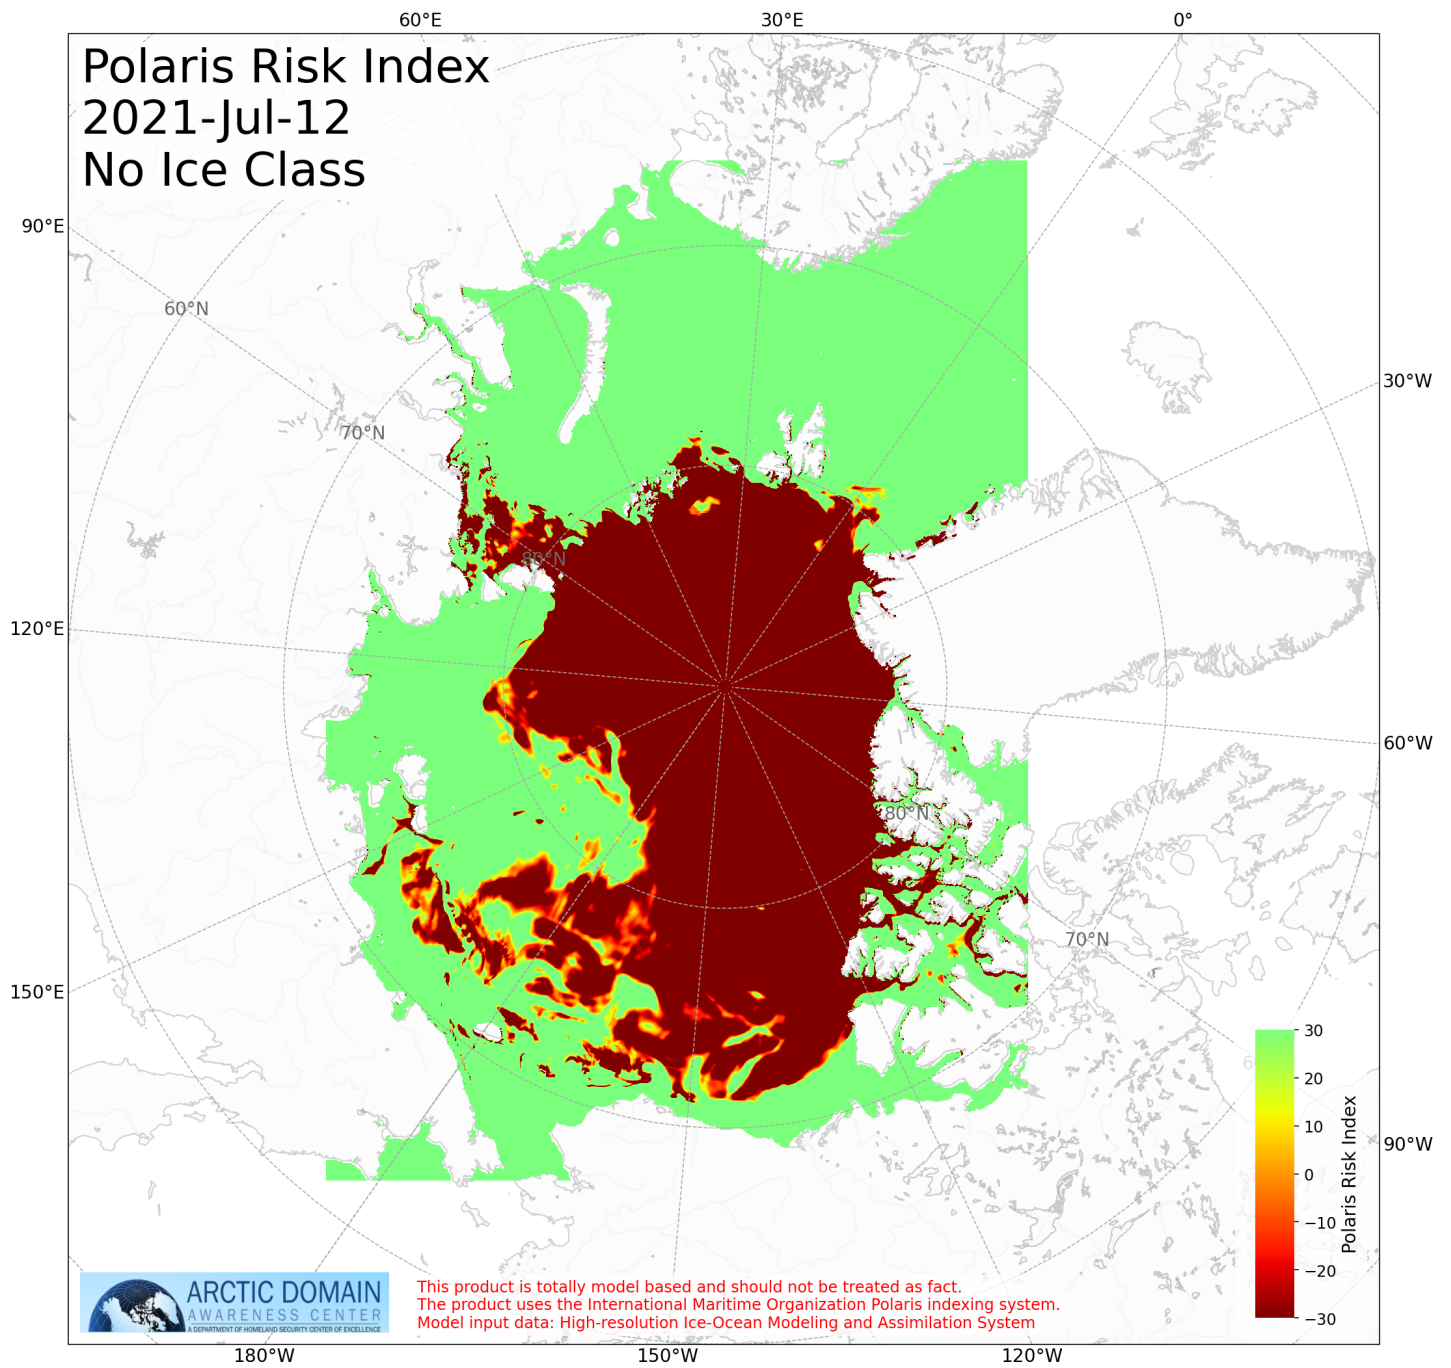 60°E 30°E 0°
Polaris Risk Index
2021-Jul-12
No Ice Class
90°E
60°N
30°W
70°N
80°N
120°E
60°W
80°N
70°N
150°E
30
20
10
0
−10
−20
−30
Polaris Risk Index
90°W
ARCTIC DOMAIN
AWARENESS CENTER
A DEPARTMENT OF HOMELAND SECURITY CENTER OF EXCELLENCE
This product is totally model based and should not be treated as fact.
The product uses the International Maritime Organization Polaris indexing system.
Model input data: High-resolution Ice-Ocean Modeling and Assimilation System
180°W 150°W 120°W